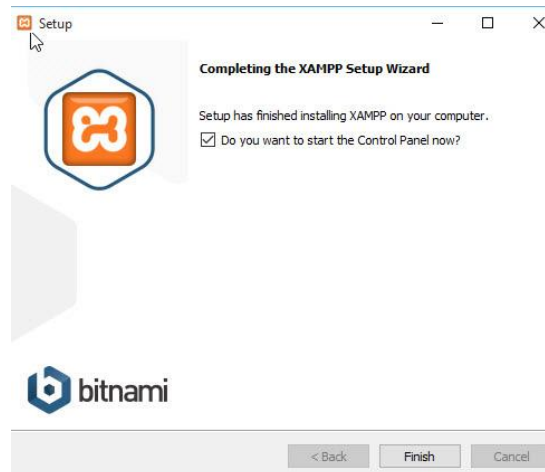 Setup
Completing the XAMPP Setup Wizard
Setup has finished installing XAMPP on your computer.
Do you want to start the Control Panel now?
bitnami
< Back
Finish
Cancel